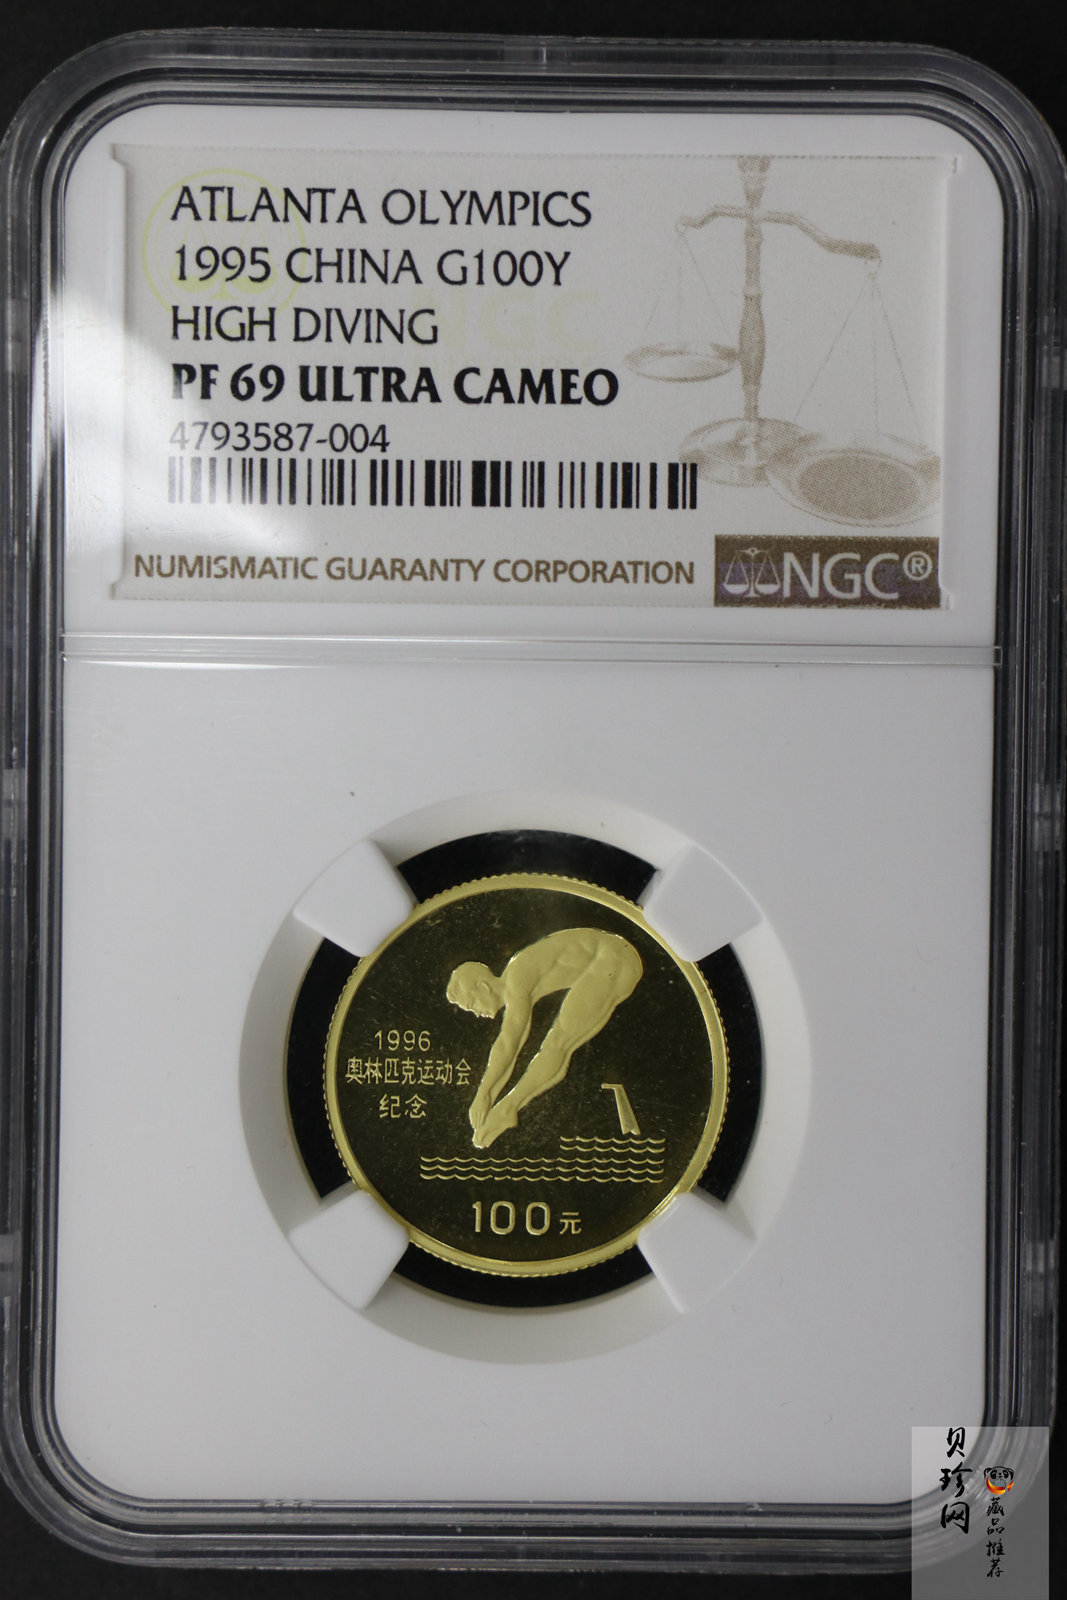 ATLANTA OLYMPICS
1995 CHINA G100Y
HIGH DIVING
PF 69 ULTRA CAMEO
4793587-004
NUMISMATIC GUARANTY CORPORATION
NGC®
1996
奥林匹克运动会
纪念
100元
贝珍网
藏品推荐